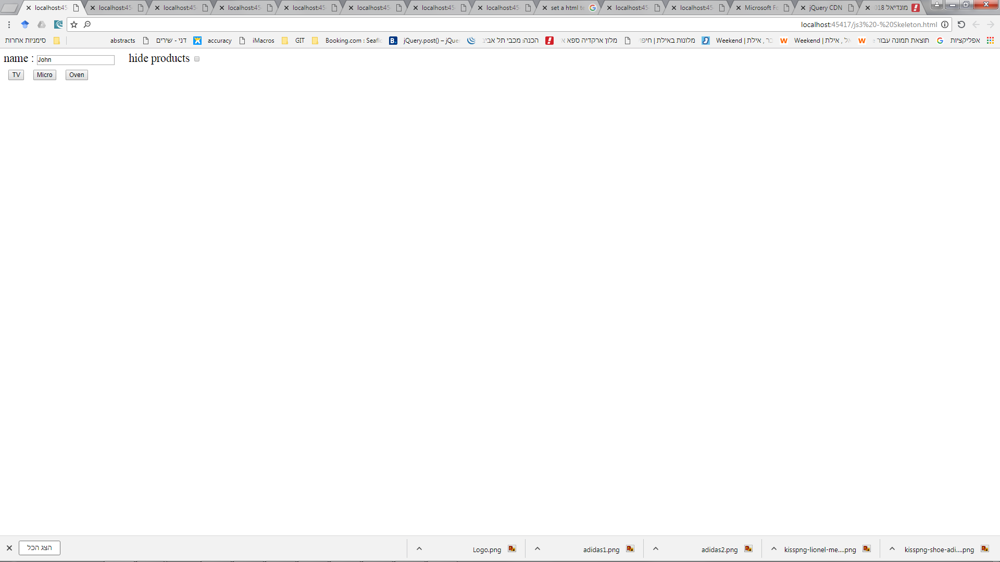 localhost:45 localhost:45 localhost:45 localhost:45 localhost:45 localhost:45 localhost:45 localhost:45 set a html te localhost:45 localhost:45 Microsoft Fo jQuery CDN מונדיאל 018
localhost:45417/js3%20-%20Skeleton.html
סימניות אחרות abstracts דני - שירים accuracy iMacros GIT Booking.com : Seafl jQuery.post() – jQuer הכנה: מכבי תל אביב מלון ארקדיה ספא א מלונות באילת | חיפו Weekend | בר , אילת Weekend | אל , אילת תוצאת תמונה עבור אפליקציות
name : John hide products
TV Micro Oven
הצג הכל Logo.png adidas1.png adidas2.png kisspng-lionel-me....png kisspng-shoe-adi....png